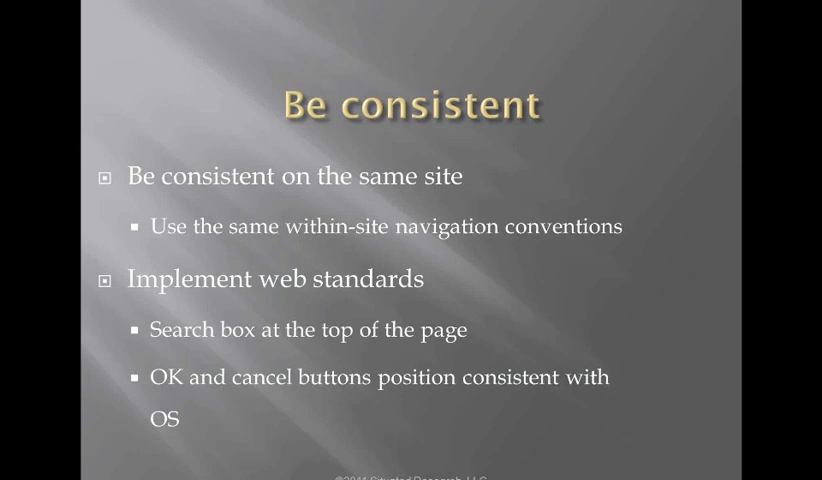 Be consistent
Be consistent on the same site
Use the same within-site navigation conventions
Implement web standards
Search box at the top of the page
OK and cancel buttons position consistent with
OS